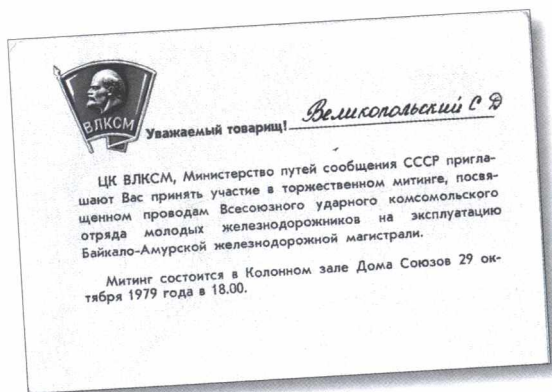 ВЛКСМ
Уважаемый товарищ! Великопольский С Д
ЦК ВЛКСМ, Министерство путей сообщения СССР пригла-
шают Вас принять участие в торжественном митинге, посвя-
щенном проводам Всесоюзного ударного комсомольского
отряда молодых железнодорожников на эксплуатацию
Байкало-Амурской железнодорожной магистрали.
Митинг состоится в Колонном зале Дома Союзов 29 ок-
тября 1979 года в 18.00.